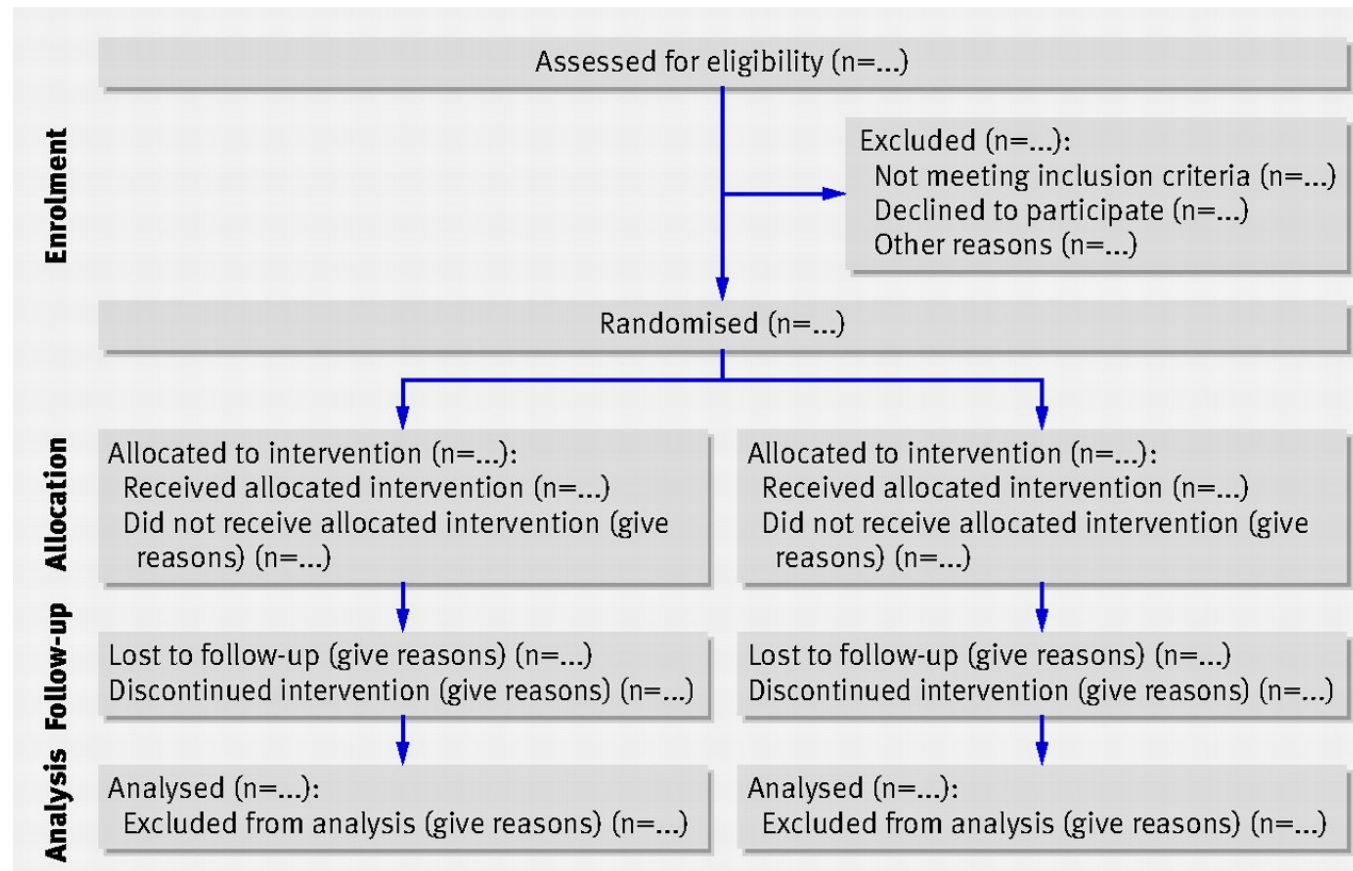 Assessed for eligibility (n=...)
Enrolment
Excluded (n=...):
Not meeting inclusion criteria (n=...)
Declined to participate (n=...)
Other reasons (n=...)
Randomised (n=...)
Allocation
Allocated to intervention (n=...):
Received allocated intervention (n=...)
Did not receive allocated intervention (give
reasons) (n=...)
Allocated to intervention (n=...):
Received allocated intervention (n=...)
Did not receive allocated intervention (give
reasons) (n=...)
Follow-up
Lost to follow-up (give reasons) (n=...)
Discontinued intervention (give reasons) (n=...)
Lost to follow-up (give reasons) (n=...)
Discontinued intervention (give reasons) (n=...)
Analysis
Analysed (n=...):
Excluded from analysis (give reasons) (n=...)
Analysed (n=...):
Excluded from analysis (give reasons) (n=...)